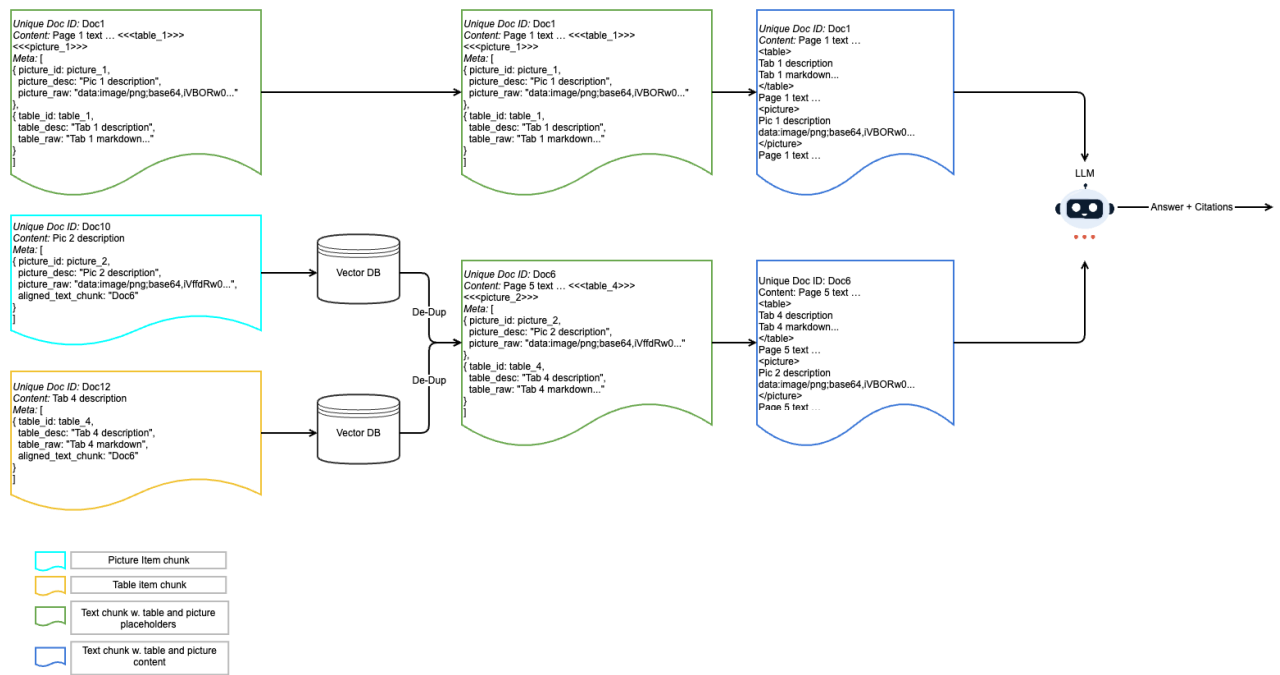 Unique Doc ID: Doc1
Content: Page 1 text ... <<<table_1>>>
<<<picture_1>>>
Meta: [
{ picture_id: picture_1,
picture_desc: "Pic 1 description",
picture_raw: "data:image/png;base64,iVBORw0..."
},
{ table_id: table_1,
table_desc: "Tab 1 description",
table_raw: "Tab 1 markdown..."
}
]
Unique Doc ID: Doc1
Content: Page 1 text ... <<<table_1>>>
<<<picture_1>>>
Meta: [
{ picture_id: picture_1,
picture_desc: "Pic 1 description",
picture_raw: "data:image/png;base64,iVBORw0..."
},
{ table_id: table_1,
table_desc: "Tab 1 description",
table_raw: "Tab 1 markdown..."
}
]
Unique Doc ID: Doc1
Content: Page 1 text ...
<table>
Tab 1 description
Tab 1 markdown...
</table>
Page 1 text ...
<picture>
Pic 1 description
data:image/png;base64,iVBORw0...
</picture>
Page 1 text ...
LLM
Answer + Citations
Unique Doc ID: Doc10
Content: Pic 2 description
Meta: [
{ picture_id: picture_2,
picture_desc: "Pic 2 description",
picture_raw: "data:image/png;base64,iVffdRw0...",
aligned_text_chunk: "Doc6"
}
]
Vector DB
De-Dup
Unique Doc ID: Doc12
Content: Tab 4 description
Meta: [
{ table_id: table_4,
table_desc: "Tab 4 description",
table_raw: "Tab 4 markdown",
aligned_text_chunk: "Doc6"
}
]
Vector DB
De-Dup
Unique Doc ID: Doc6
Content: Page 5 text ... <<<table_4>>>
<<<picture_2>>>
Meta: [
{ picture_id: picture_2,
picture_desc: "Pic 2 description",
picture_raw: "data:image/png;base64,iVffdRw0..."
},
{ table_id: table_4,
table_desc: "Tab 4 description",
table_raw: "Tab 4 markdown..."
}
]
Unique Doc ID: Doc6
Content: Page 5 text ...
<table>
Tab 4 description
Tab 4 markdown...
</table>
Page 5 text ...
<picture>
Pic 2 description
data:image/png;base64,iVBORw0...
</picture>
Page 5 text ...
Picture Item chunk
Table item chunk
Text chunk w. table and picture
placeholders
Text chunk w. table and picture
content